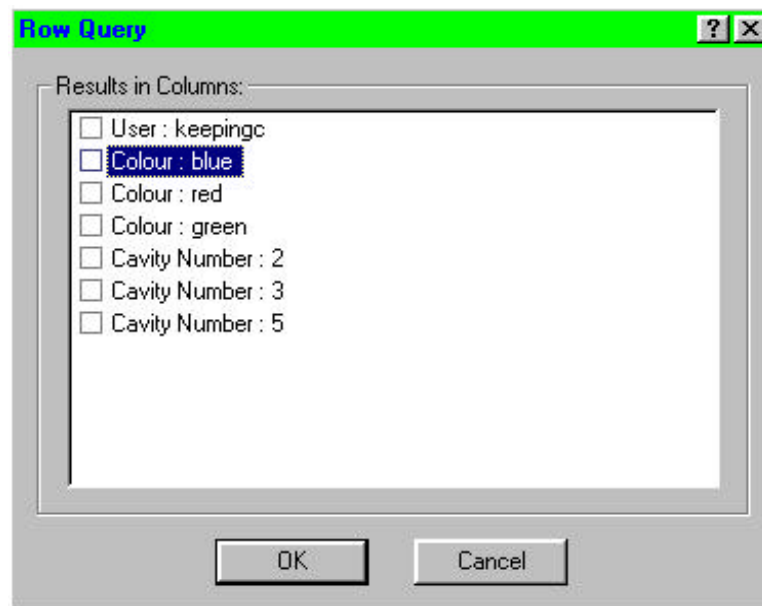 Row Query
? X
Results in Columns:
User : keepingc
Colour : blue
Colour : red
Colour : green
Cavity Number : 2
Cavity Number : 3
Cavity Number : 5
OK Cancel